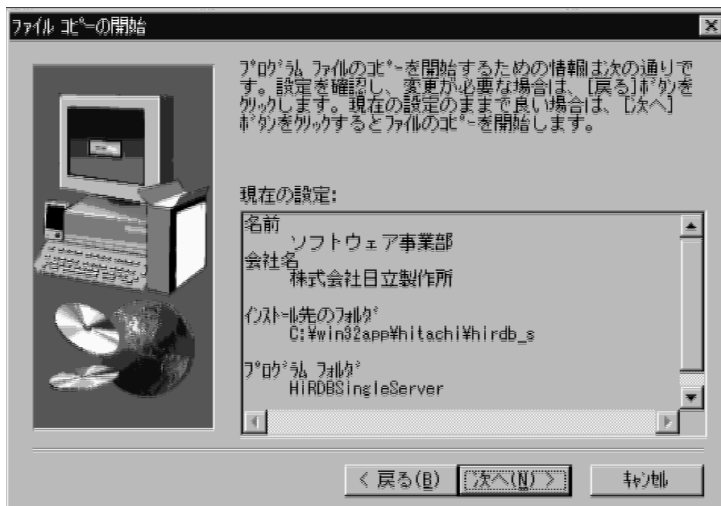 ファイル コピーの開始
プログラム ファイルのコピーを開始するための情報は次の通りで
す。設定を確認し、変更が必要な場合は、[戻る]ボタンを
クリックします。現在の設定のままで良い場合は、[次へ]
ボタンをクリックするとファイルのコピーを開始します。
現在の設定:
名前
ソフトウェア事業部
会社名
株式会社日立製作所
インストール先のフォルダ
C:¥win32app¥hitachi¥hirdb_s
プログラム フォルダ
HiRDBSingleServer
< 戻る(B)
次へ(N) >
キャンセル